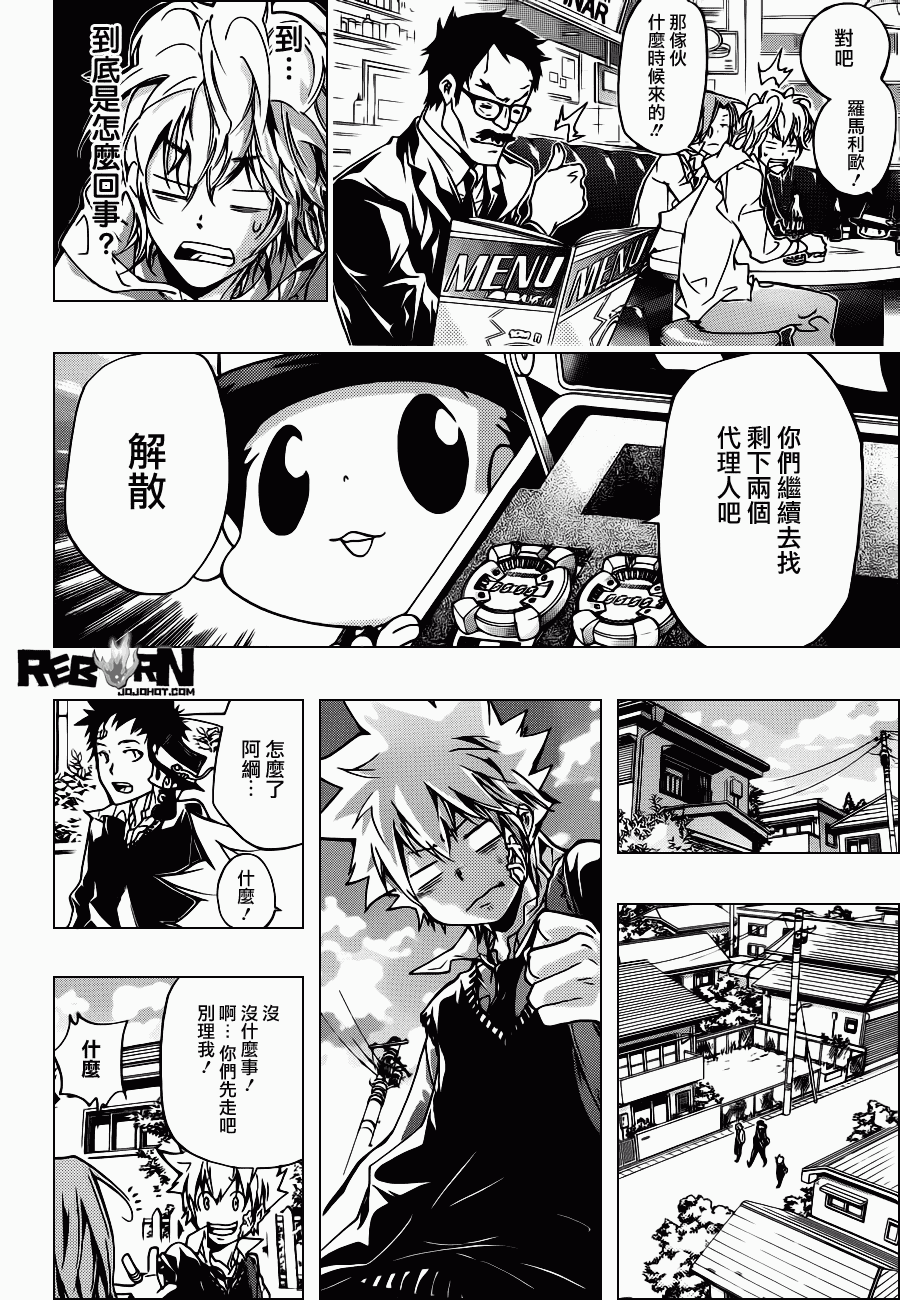 對吧
羅馬利歐!
那傢伙
什麼時候來的!!
NAR
MENU
MENU
到…
到底是怎麼回事?
你們繼續去找
剩下兩個
代理人吧
解散
REBORN
JOJOHOT.COM
怎麼了
阿綱…
什麼!
沒
沒什麼事!
啊…你們先走吧
別理我!
什麼